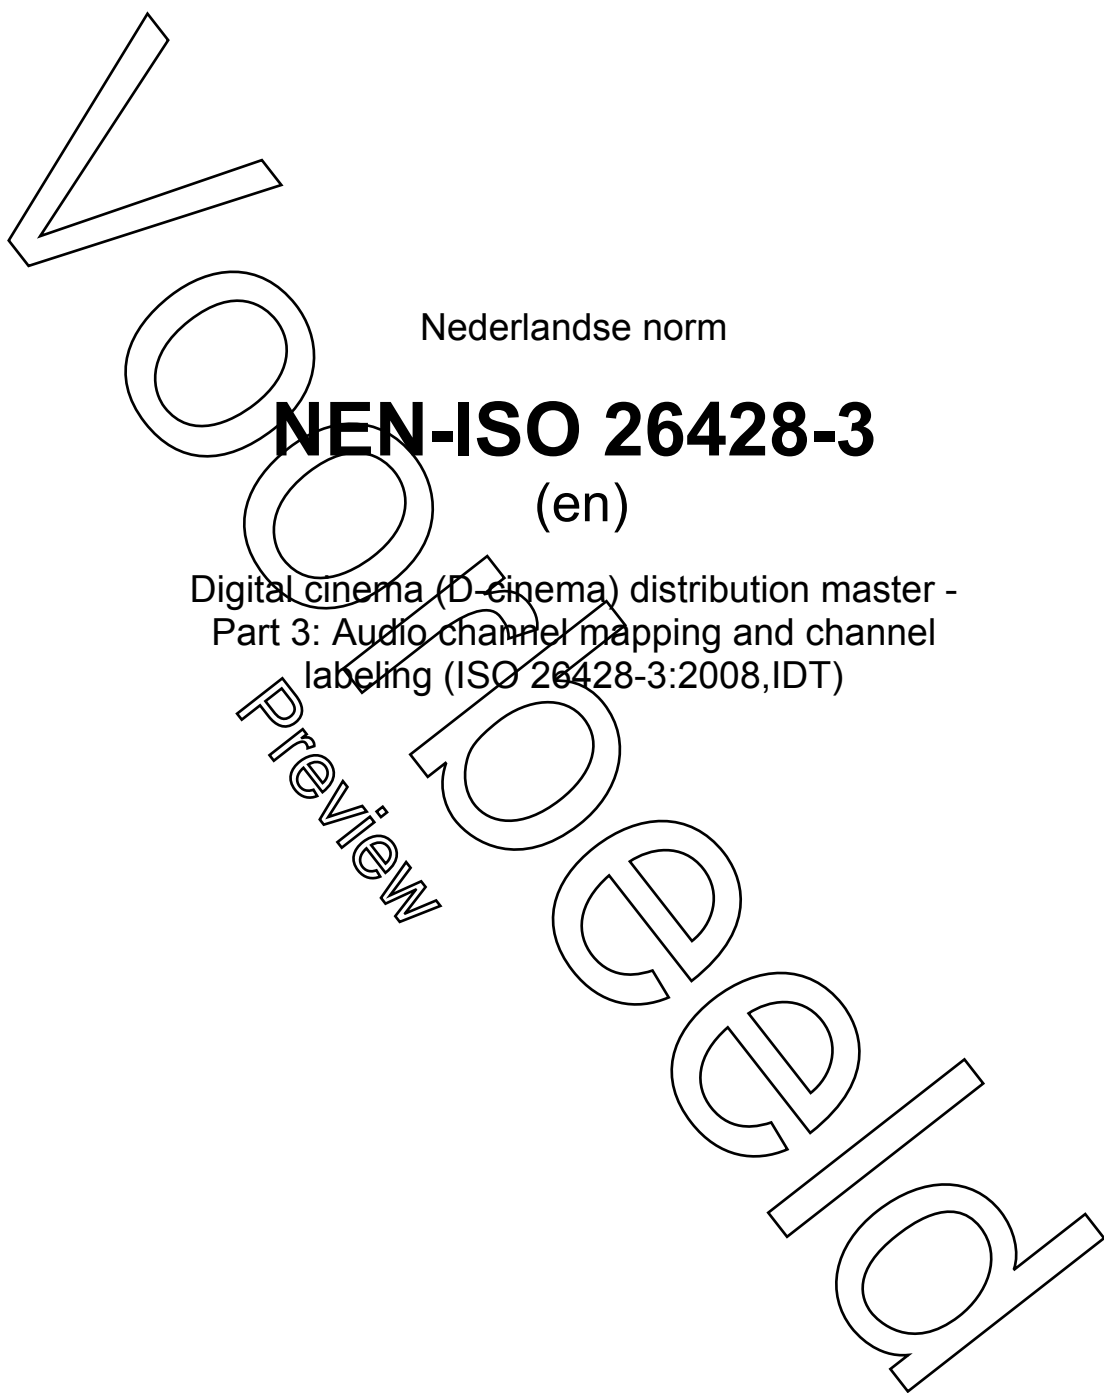 Nederlandse norm
NEN-ISO 26428-3
(en)
Digital cinema (D-cinema) distribution master -
Part 3: Audio channel mapping and channel
labeling (ISO 26428-3:2008,IDT)
Voorbeeld
Preview